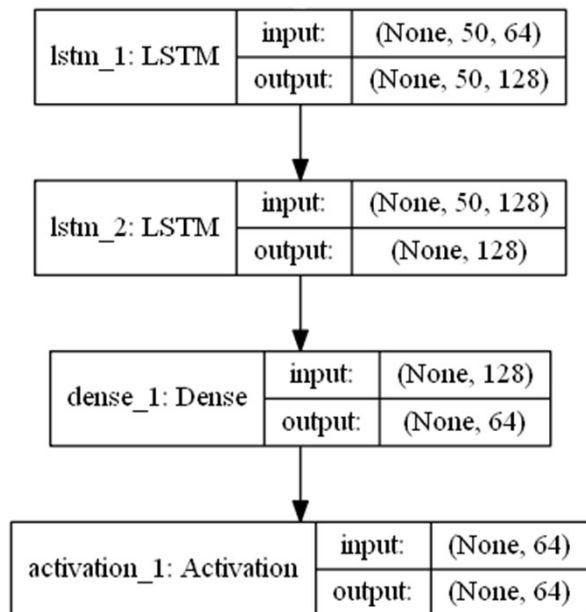 lstm_1: LSTM
input:
(None, 50, 64)
output:
(None, 50, 128)
lstm_2: LSTM
input:
(None, 50, 128)
output:
(None, 128)
dense_1: Dense
input:
(None, 128)
output:
(None, 64)
activation_1: Activation
input:
(None, 64)
output:
(None, 64)